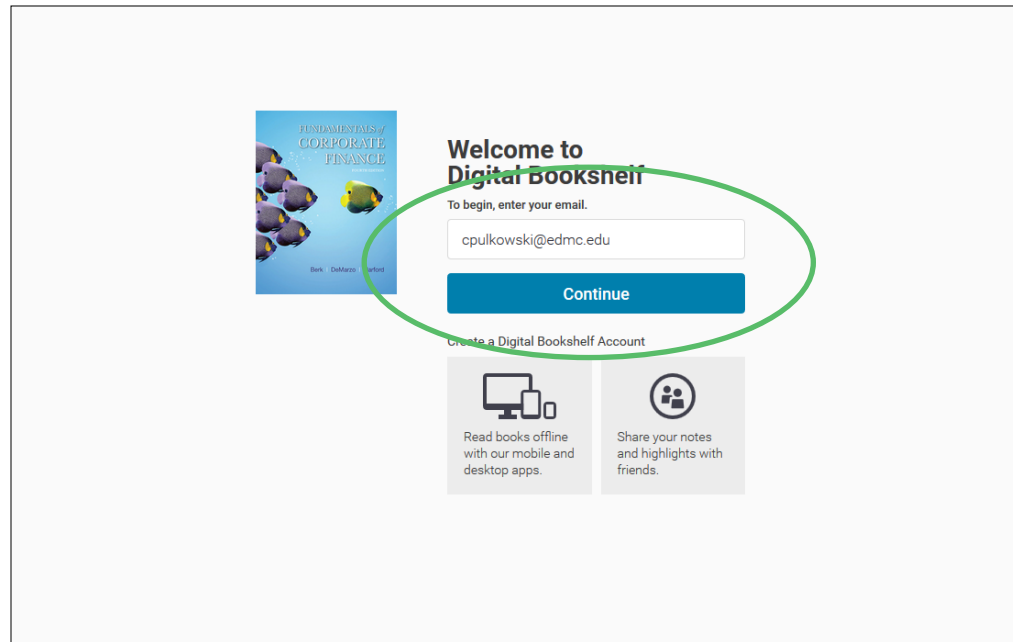 FUNDAMENTALS of
CORPORATE
FINANCE
Berk DeMarzo Harford
Welcome to
Digital Bookshelf
To begin, enter your email.
cpulkowski@edmc.edu
Continue
Create a Digital Bookshelf Account
Read books offline
with our mobile and
desktop apps.
Share your notes
and highlights with
friends.